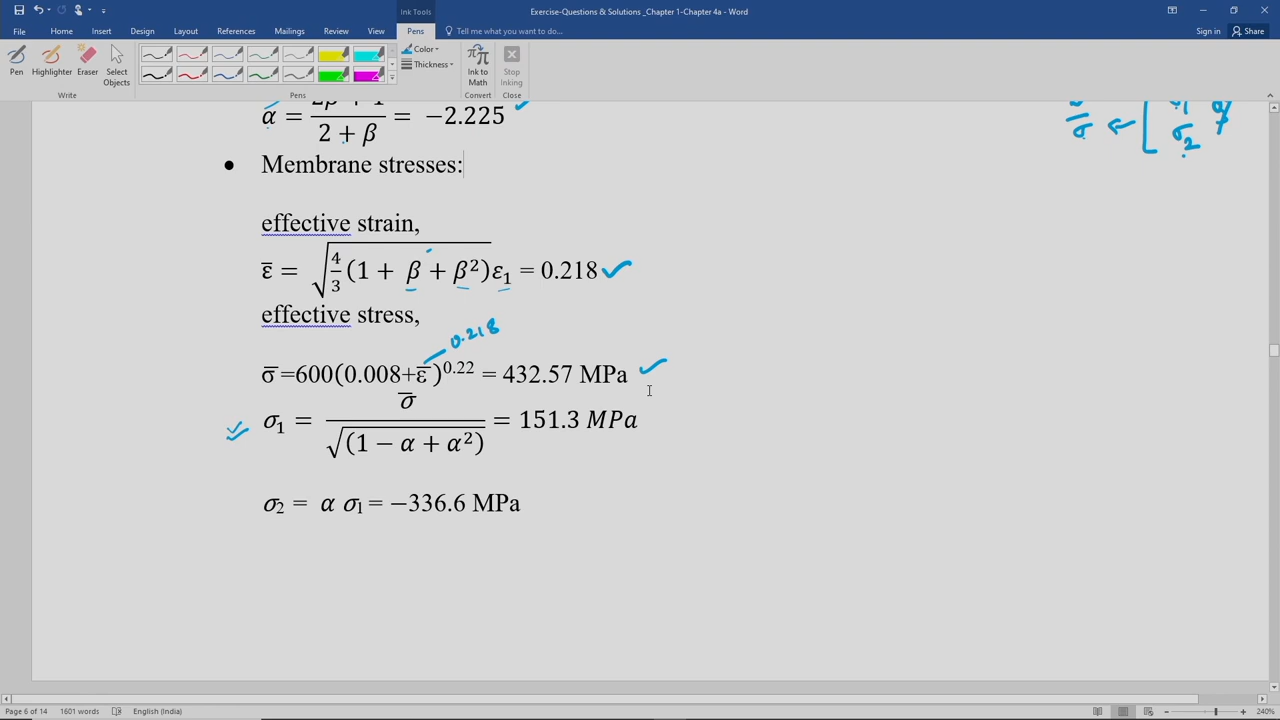 Ink Tools
Exercise-Questions & Solutions _Chapter 1-Chapter 4a - Word
File Home Insert Design Layout References Mailings Review View Pens Tell me what you want to do... Sign in Share
Pen Highlighter Eraser Select Objects
Color
Thickness
Ink to Math
Stop Inking
Write Pens Convert Close
α = 2β + 1 / 2 + β = −2.225
σ̄ ← [ σ1
σ2
• Membrane stresses:
effective strain,
ε̄ = √(4/3 (1 + β + β²)) ε₁ = 0.218
effective stress,
0.218
σ̄=600(0.008+ε̄)^0.22 = 432.57 MPa
σ₁ = σ̄ / √(1 − α + α²) = 151.3 MPa
σ₂ = α σ₁ = −336.6 MPa
Page 6 of 14 1601 words English (India) 240%